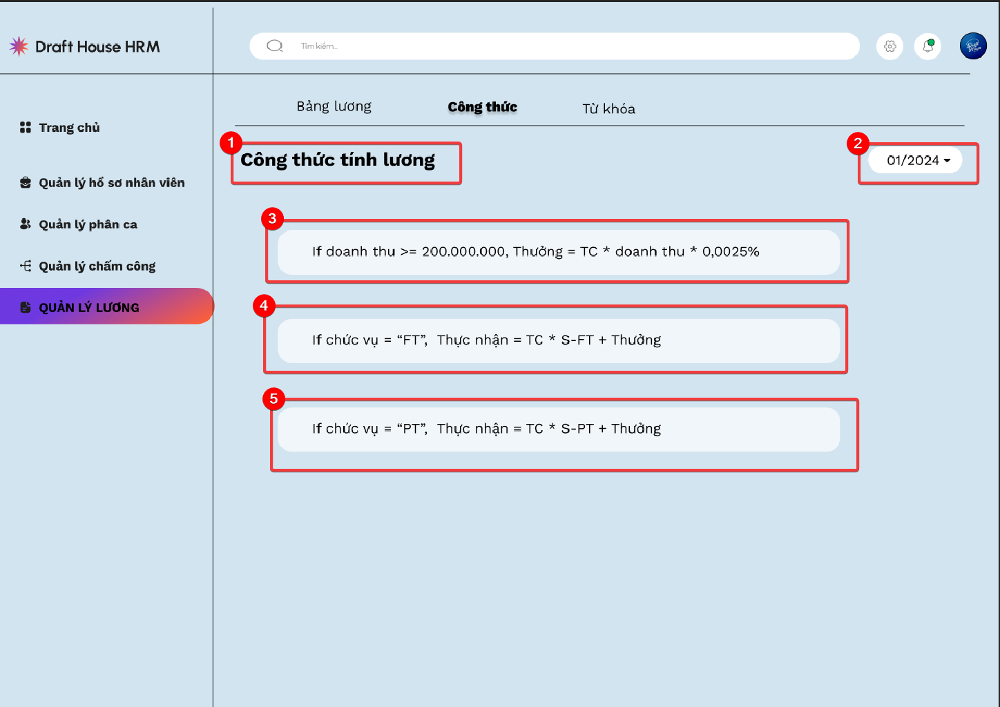 Draft House HRM
Tìm kiếm...
Draft House
Bảng lương
Công thức
Từ khóa
Trang chủ
Quản lý hồ sơ nhân viên
Quản lý phân ca
Quản lý chấm công
QUẢN LÝ LƯƠNG
1
Công thức tính lương
2
01/2024
3
If doanh thu >= 200.000.000, Thưởng = TC * doanh thu * 0,0025%
4
If chức vụ = “FT”, Thực nhận = TC * S-FT + Thưởng
5
If chức vụ = “PT”, Thực nhận = TC * S-PT + Thưởng